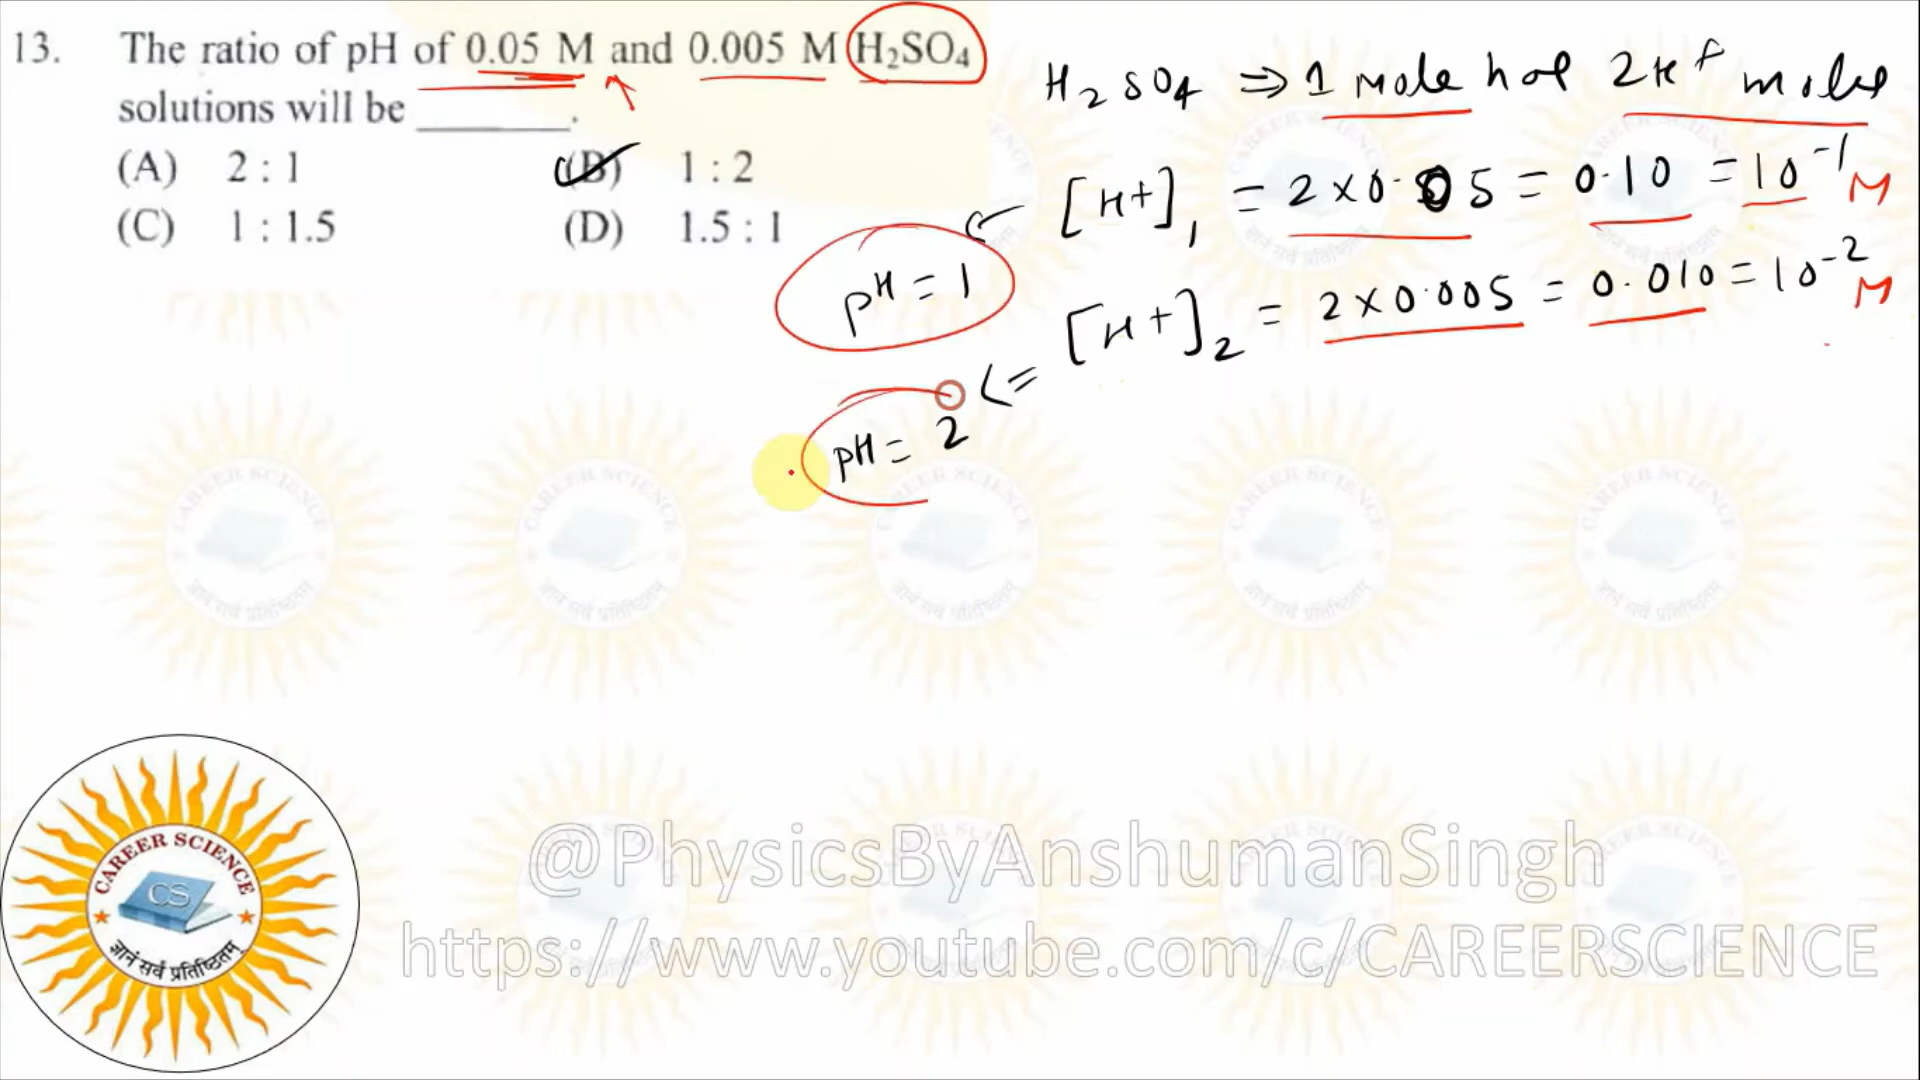 13. The ratio of pH of 0.05 M and 0.005 M H₂SO₄
solutions will be ________.
(A) 2 : 1 (B) 1 : 2
(C) 1 : 1.5 (D) 1.5 : 1
H₂SO₄ ⇒ 1 mole has 2H⁺ moles
[H⁺]₁ = 2×0.05 = 0.10 = 10⁻¹ M
pH = 1
[H⁺]₂ = 2×0.005 = 0.010 = 10⁻² M
pH = 2
CAREER SCIENCE
CS
ज्ञानं सर्वं प्रतिष्ठितम्
@PhysicsByAnshumanSingh
https://www.youtube.com/c/CAREERSCIENCE